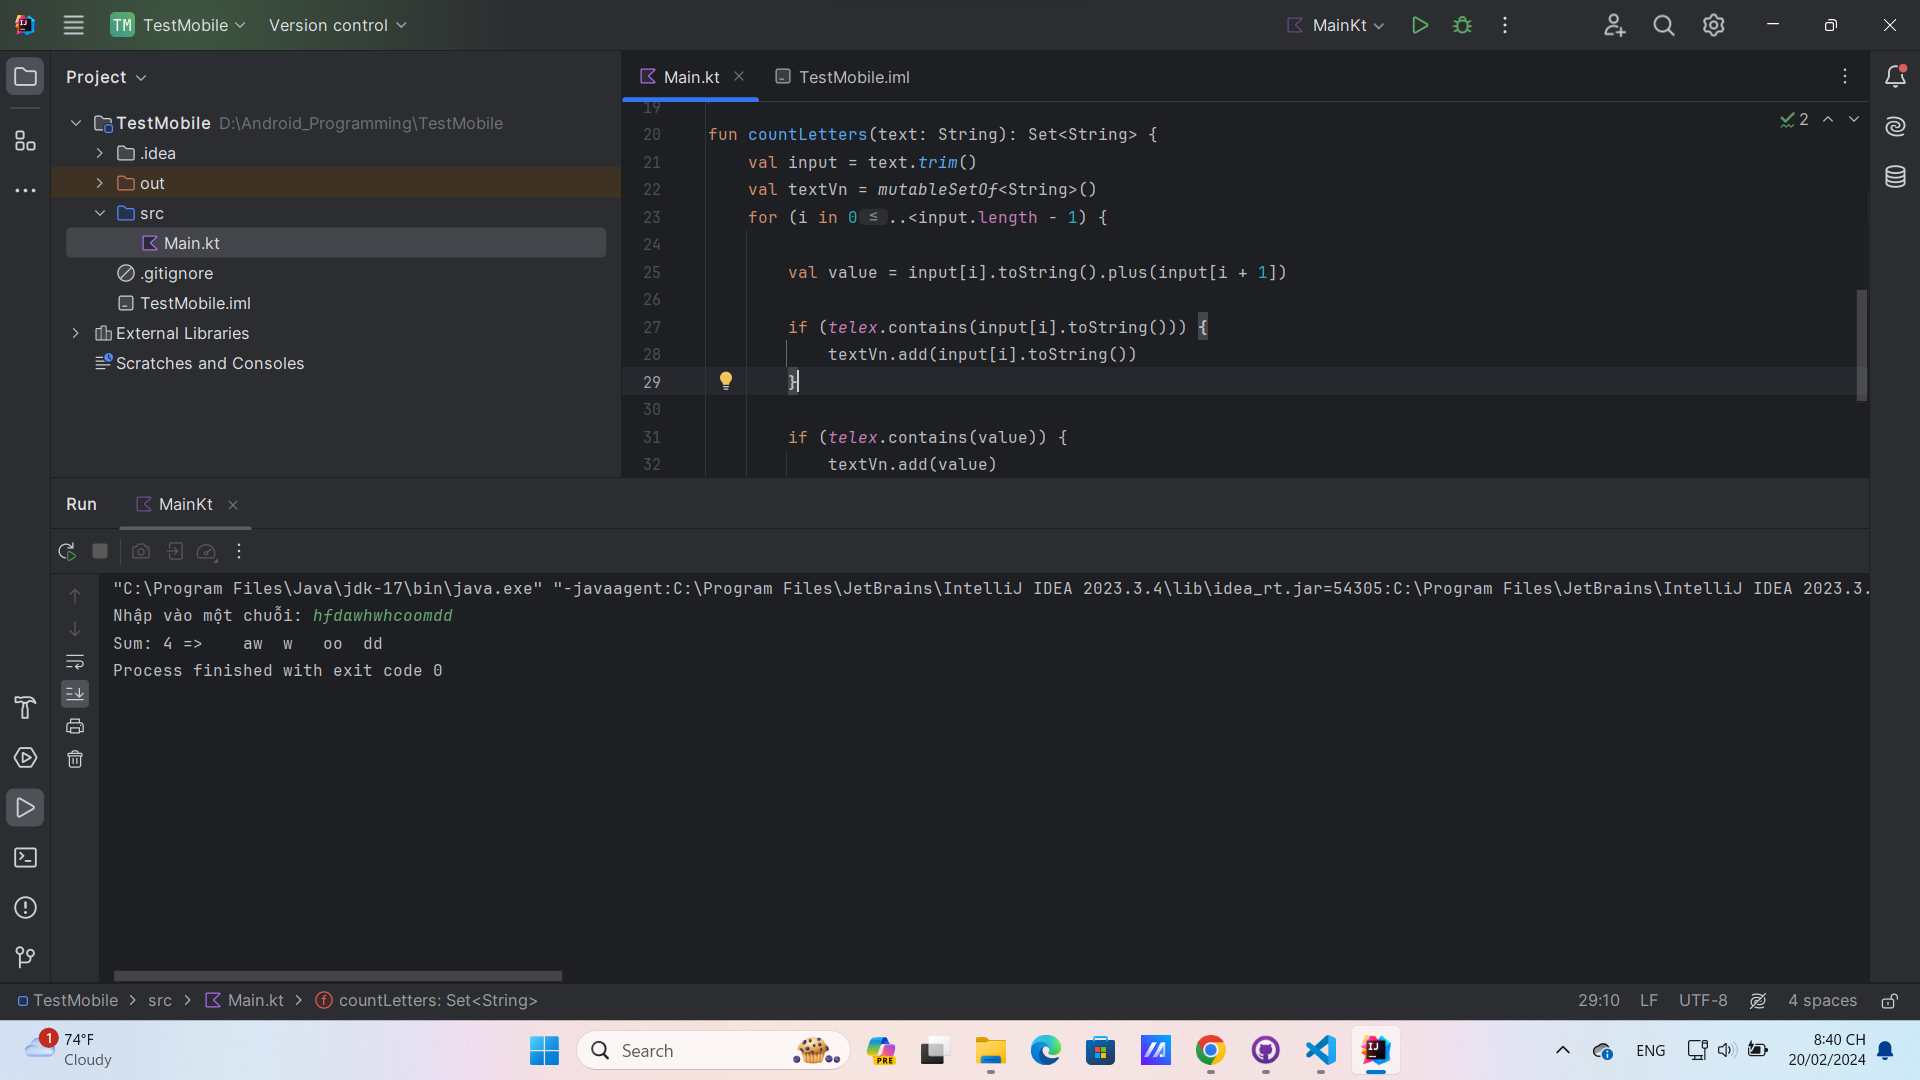 TM TestMobile Version control MainKt
Project
TestMobile D:\Android_Programming\TestMobile
.idea
out
src
Main.kt
.gitignore
TestMobile.iml
External Libraries
Scratches and Consoles
Main.kt TestMobile.iml
19
20 fun countLetters(text: String): Set<String> {
21 val input = text.trim()
22 val textVn = mutableSetOf<String>()
23 for (i in 0 ≤ ..<input.length - 1) {
24
25 val value = input[i].toString().plus(input[i + 1])
26
27 if (telex.contains(input[i].toString())) {
28 textVn.add(input[i].toString())
29 }
30
31 if (telex.contains(value)) {
32 textVn.add(value)
2
Run MainKt
"C:\Program Files\Java\jdk-17\bin\java.exe" "-javaagent:C:\Program Files\JetBrains\IntelliJ IDEA 2023.3.4\lib\idea_rt.jar=54305:C:\Program Files\JetBrains\IntelliJ IDEA 2023.3.
Nhập vào một chuỗi: hfdawhwhcoomdd
Sum: 4 => aw w oo dd
Process finished with exit code 0
TestMobile > src > Main.kt > countLetters: Set<String>
29:10 LF UTF-8 4 spaces
1
74°F
Cloudy
Search
PRE
ENG
8:40 CH
20/02/2024